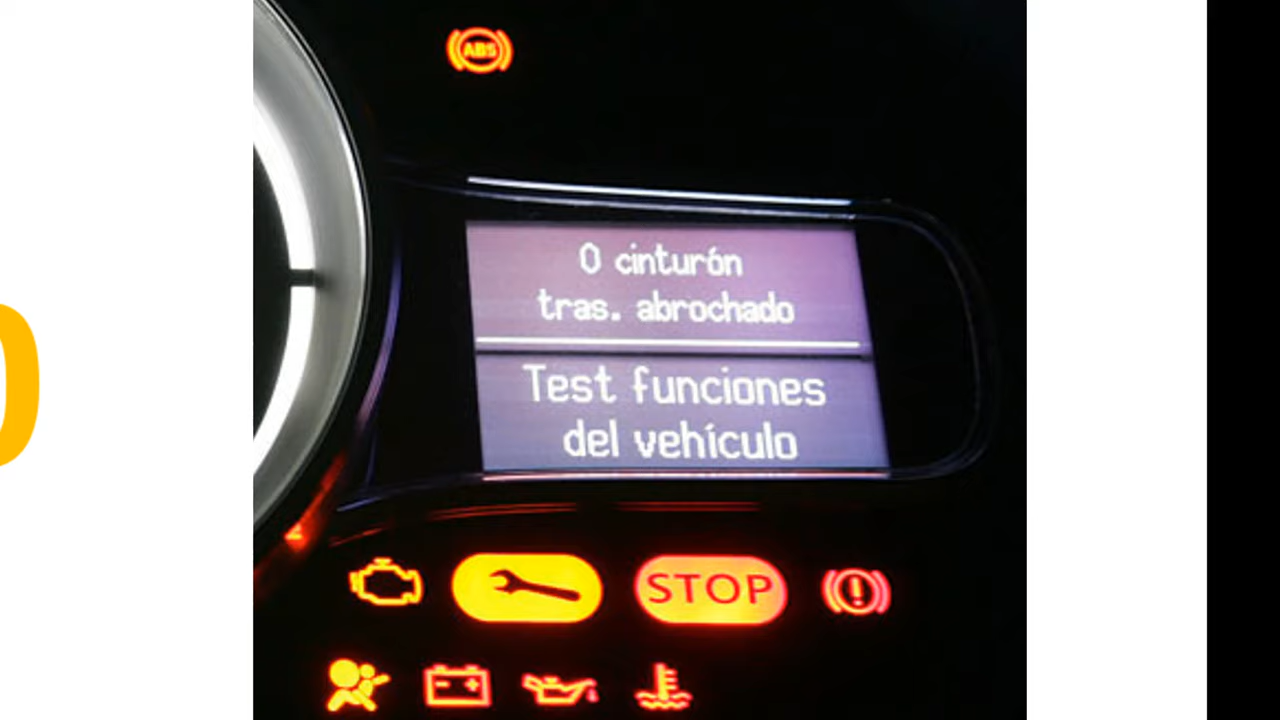 ABS
0 cinturón
tras. abrochado
Test funciones
del vehículo
STOP